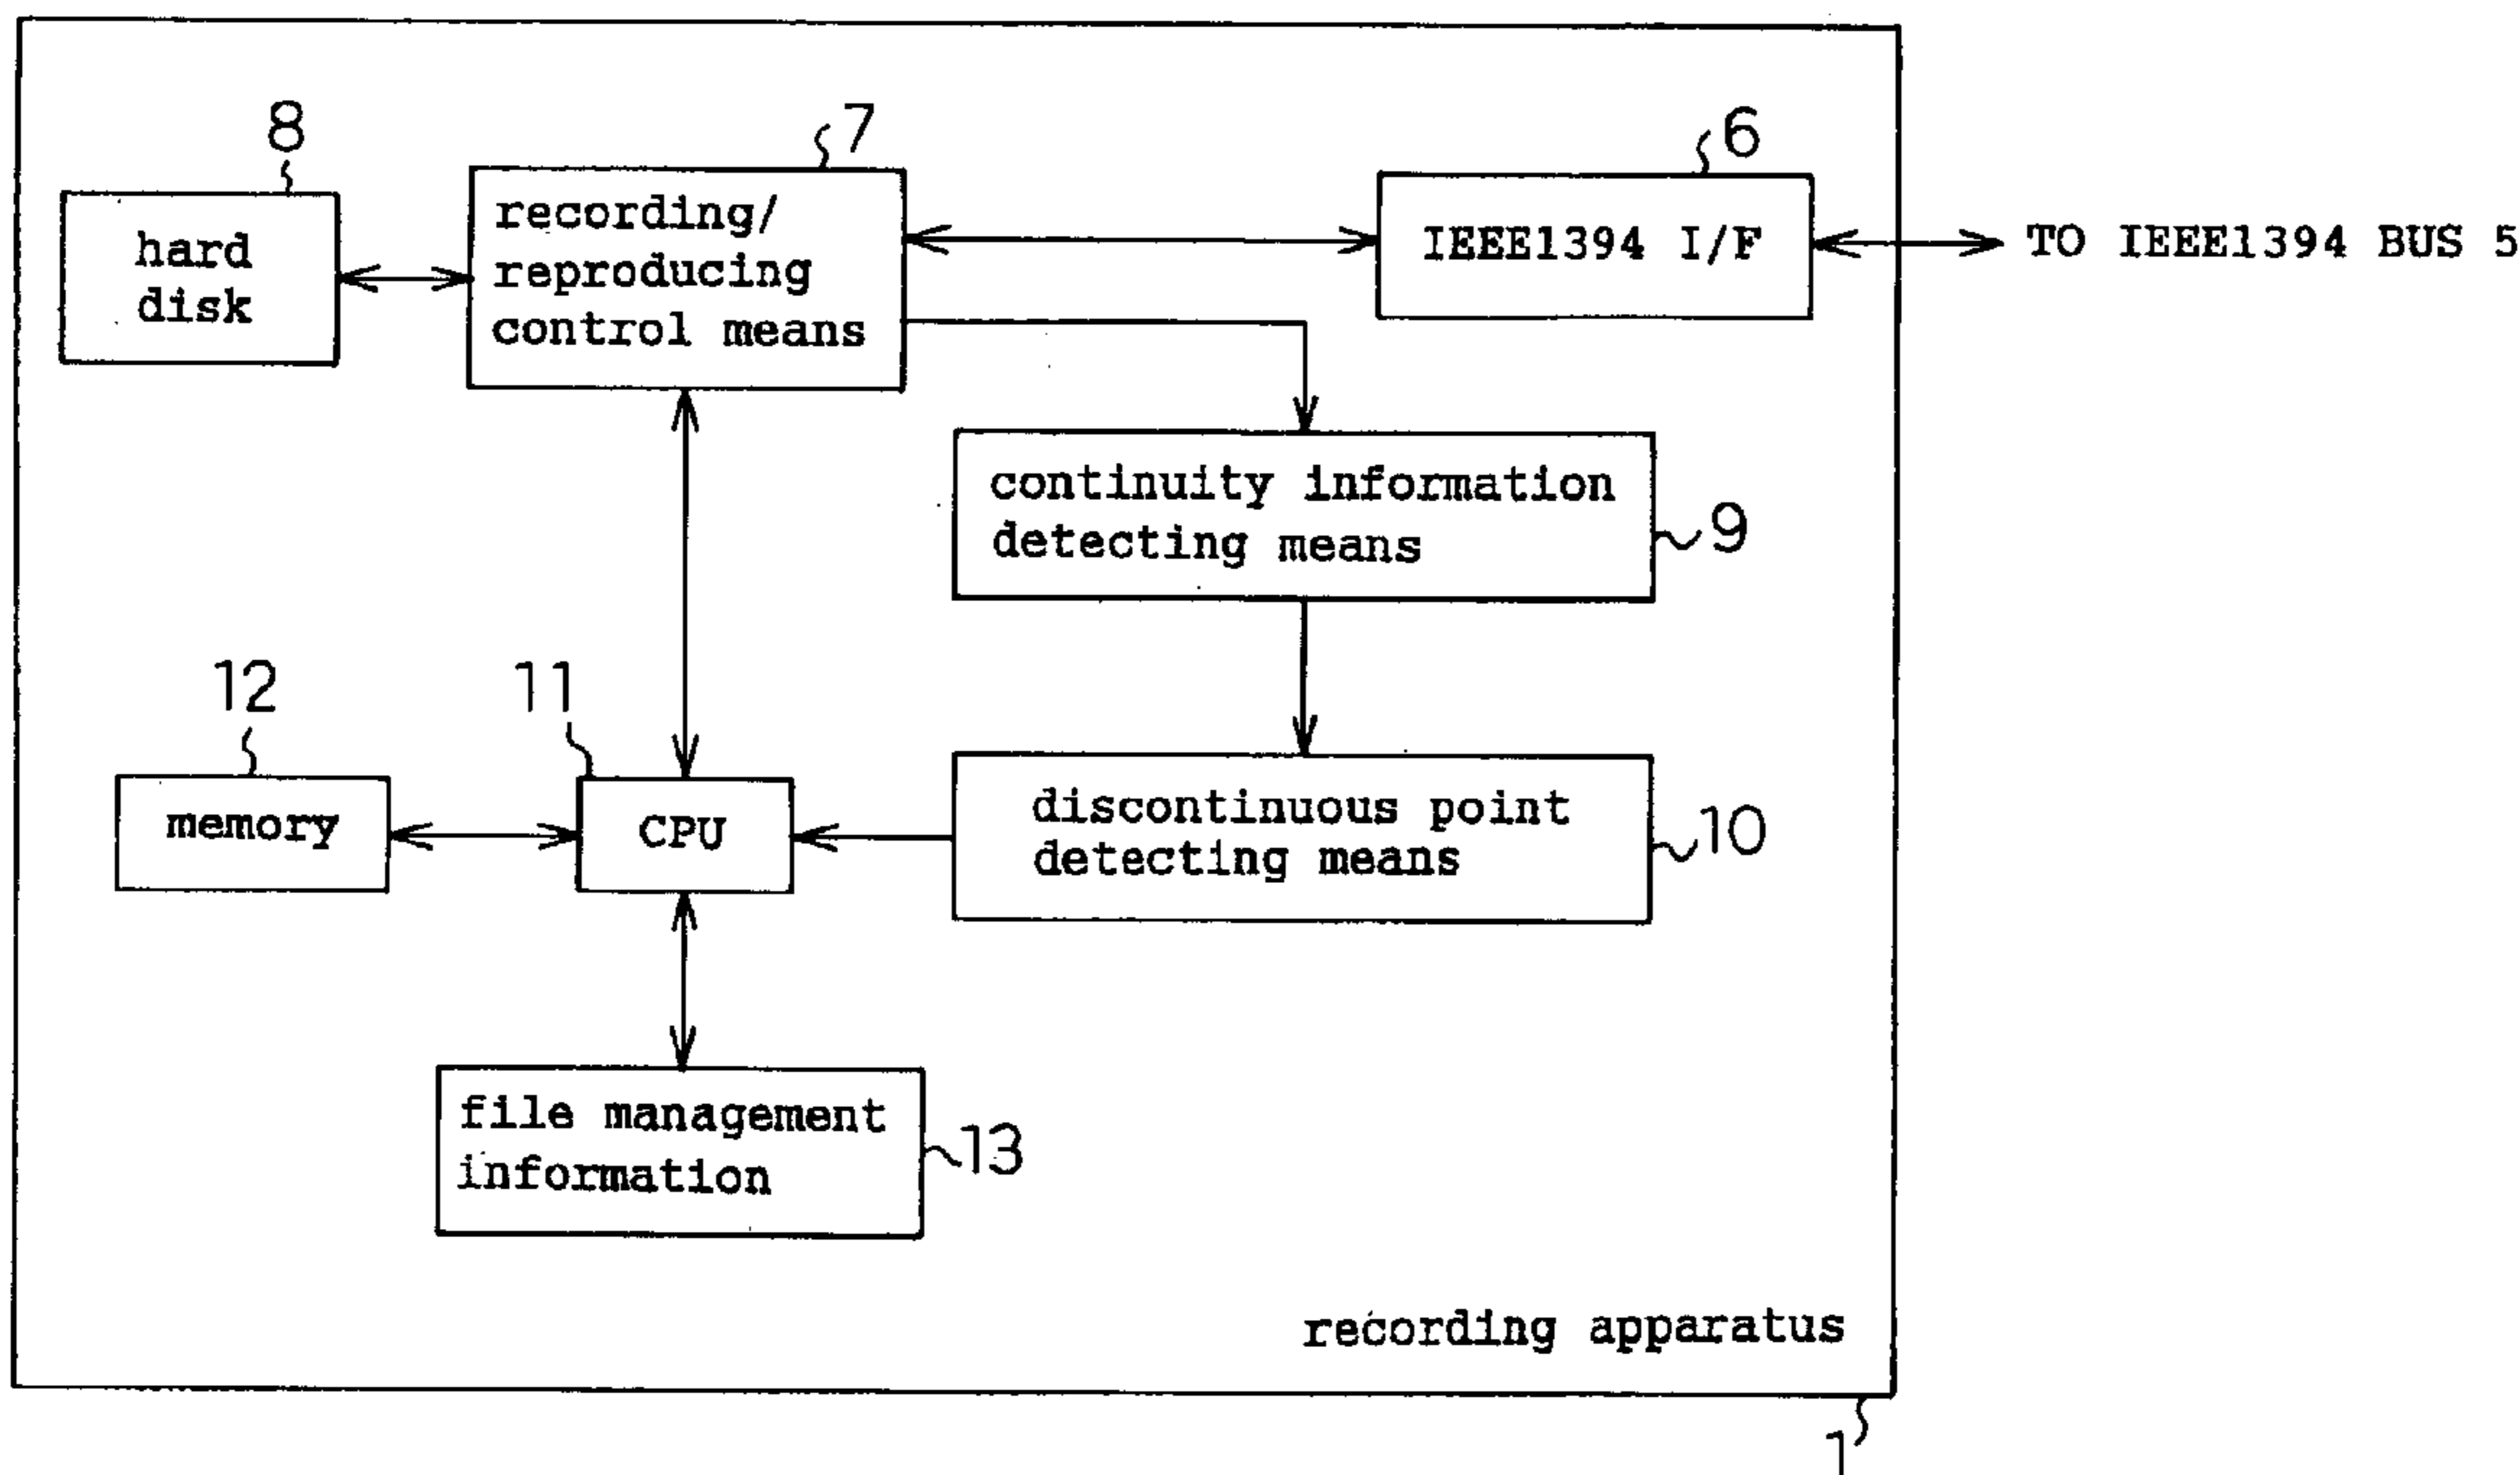 8
7
6
hard
disk
recording/
reproducing
control means
IEEE1394 I/F
TO IEEE1394 BUS 5
continuity information
detecting means
9
12
11
memory
CPU
discontinuous point
detecting means
10
file management
information
13
recording apparatus
1